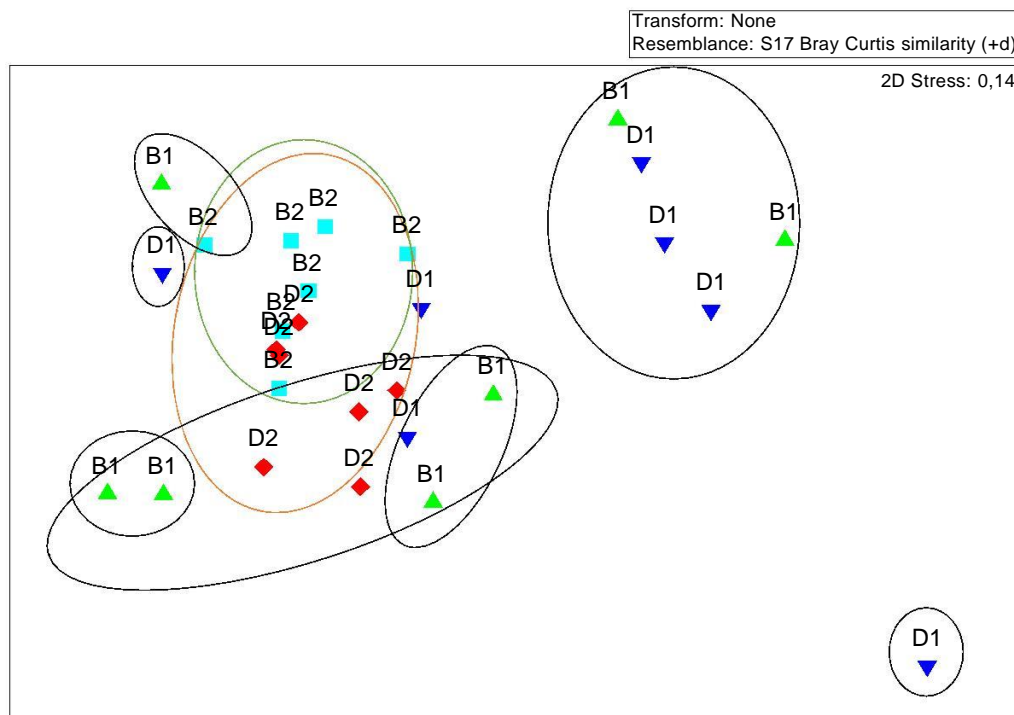 Transform: None
Resemblance: S17 Bray Curtis similarity (+d)
2D Stress: 0,14
B1
D1
B1
B2
B2
B2
B2
D1
D1
B1
D1
B2
D2
D1
B2
D2
D2
B2
D2
B1
D2
D1
D2
D2
B1
B1
B1
D1